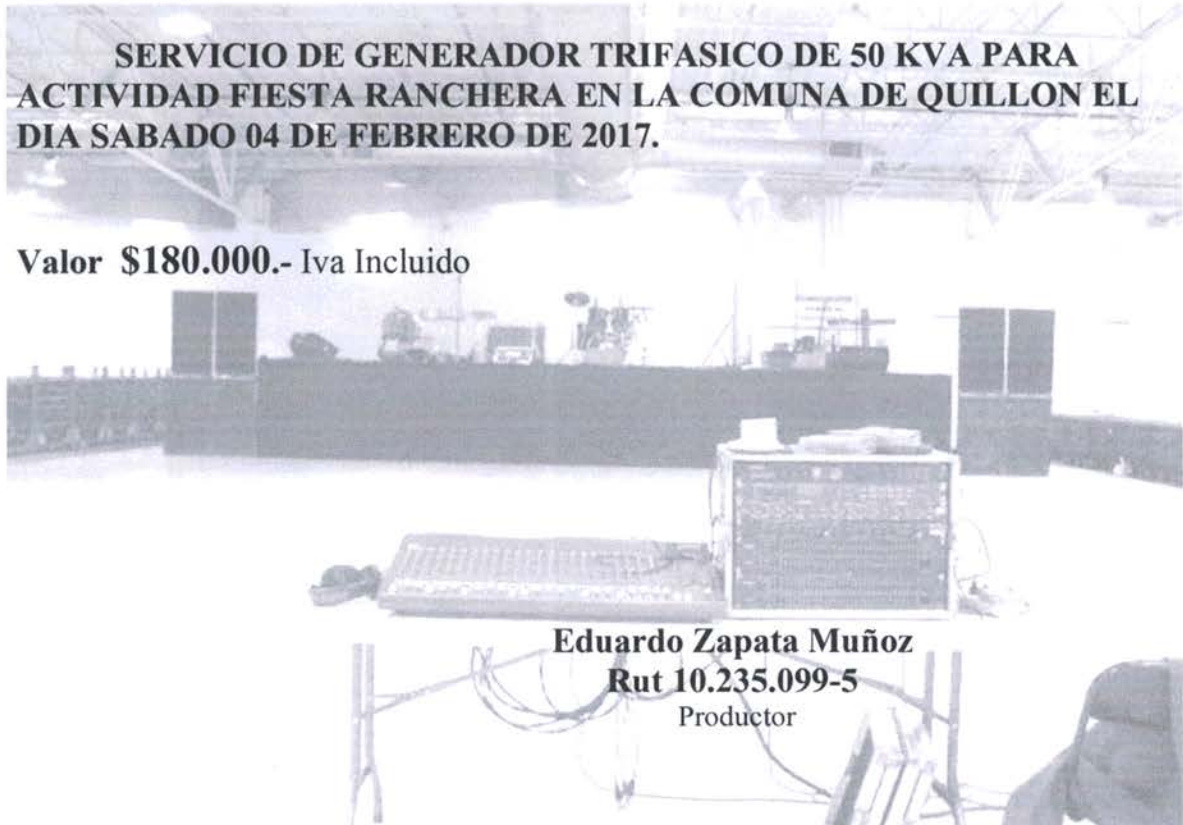 SERVICIO DE GENERADOR TRIFASICO DE 50 KVA PARA
ACTIVIDAD FIESTA RANCHERA EN LA COMUNA DE QUILLON EL
DIA SABADO 04 DE FEBRERO DE 2017.
Valor $180.000.- Iva Incluido
Eduardo Zapata Muñoz
Rut 10.235.099-5
Productor